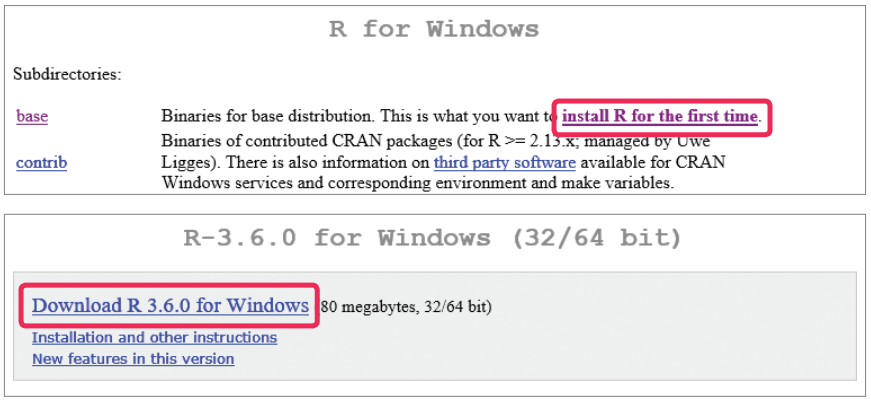 R for Windows
Subdirectories:
base Binaries for base distribution. This is what you want to install R for the first time.
Binaries of contributed CRAN packages (for R >= 2.13.x; managed by Uwe
contrib Ligges). There is also information on third party software available for CRAN
Windows services and corresponding environment and make variables.
R-3.6.0 for Windows (32/64 bit)
Download R 3.6.0 for Windows (80 megabytes, 32/64 bit)
Installation and other instructions
New features in this version